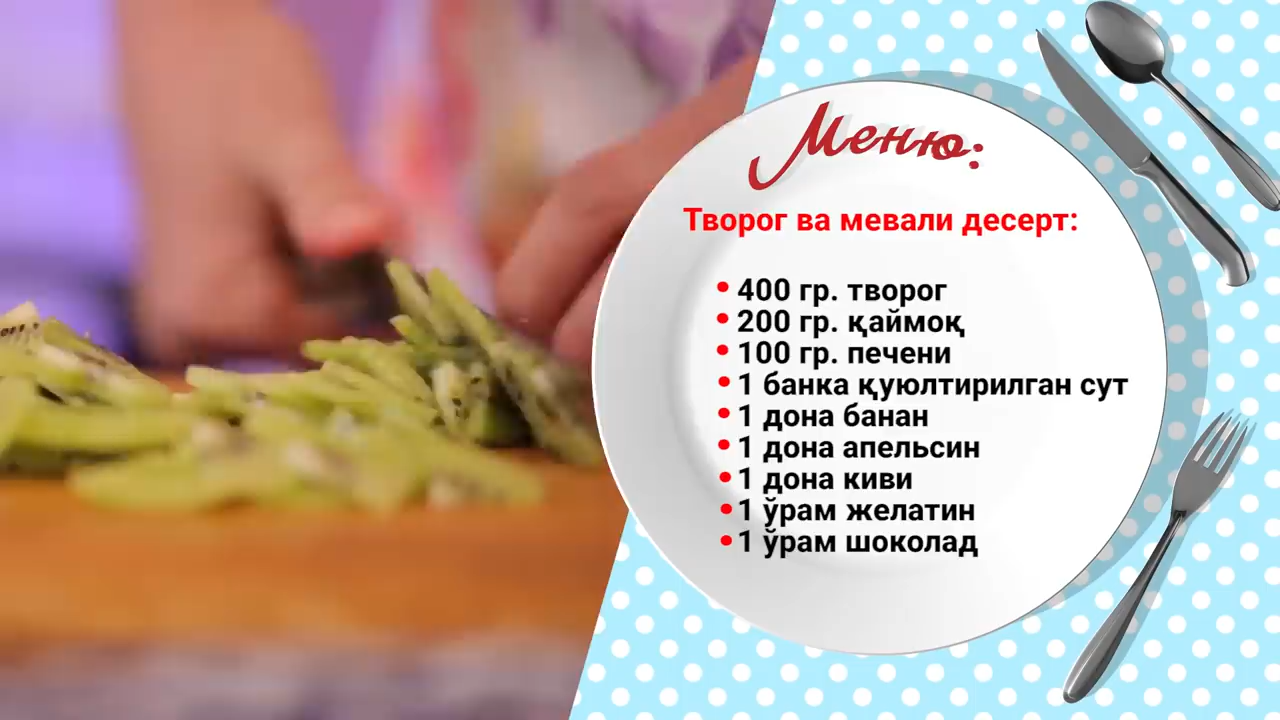 Меню:
Творог ва мевали десерт:
• 400 гр. творог
• 200 гр. қаймоқ
• 100 гр. печени
• 1 банка қуюлтирилган сут
• 1 дона банан
• 1 дона апельсин
• 1 дона киви
• 1 ўрам желатин
• 1 ўрам шоколад